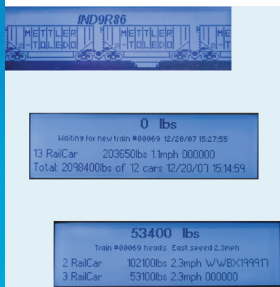 IND9R86
METTLER METTLER
-TOLEDO -TOLEDO
0 lbs
Waiting for new train #00069 12/20/07 15:27:55
13 RailCar 203650lbs 1.1mph 000000
Total: 2098400lbs of 12 cars 12/20/07 15:14:59
53400 lbs
Train #00069 heads East speed 2.3mph
2 RailCar 102100lbs 2.3mph WWBX199917
3 RailCar 53100lbs 2.3mph 000000